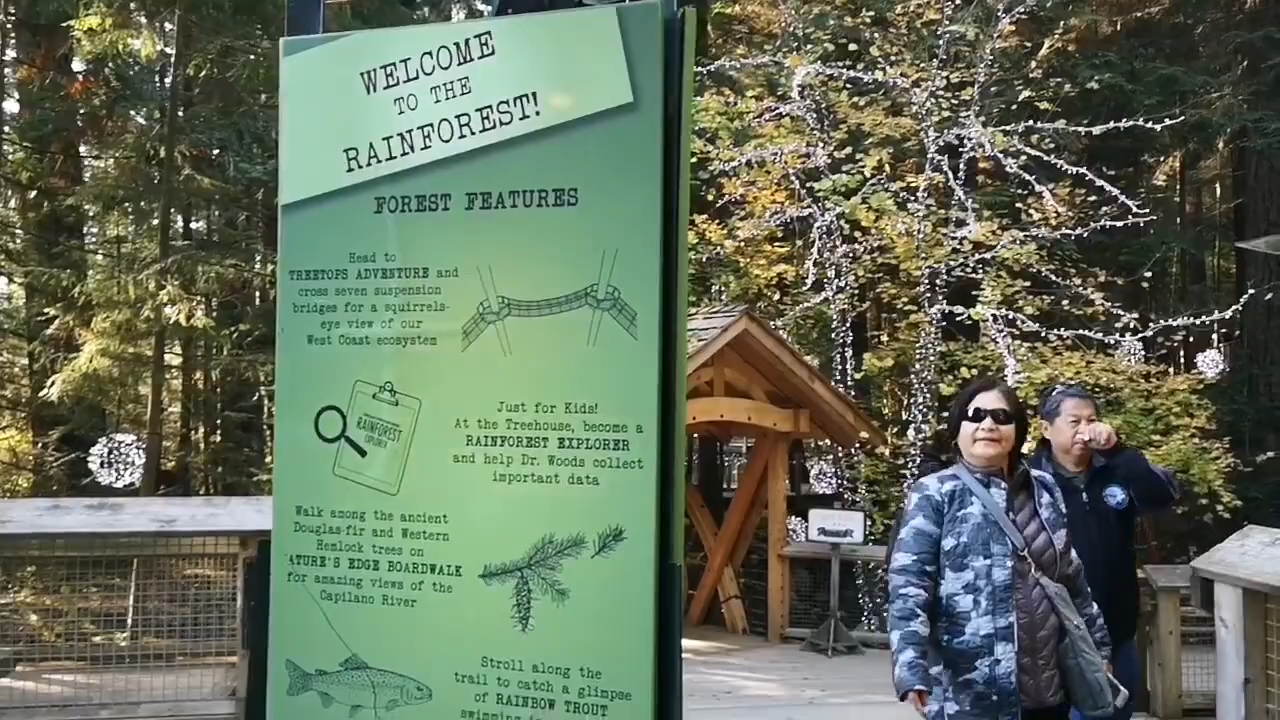 WELCOME
TO THE
RAINFOREST!
FOREST FEATURES
Head to
TREETOPS ADVENTURE and
cross seven suspension
bridges for a squirrels-
eye view of our
West Coast ecosystem
RAINFOREST
EXPLORER
Just for Kids!
At the Treehouse, become a
RAINFOREST EXPLORER
and help Dr. Woods collect
important data
Walk among the ancient
Douglas-fir and Western
Hemlock trees on
ATURE'S EDGE BOARDWALK
for amazing views of the
Capilano River
Stroll along the
trail to catch a glimpse
of RAINBOW TROUT
swimming